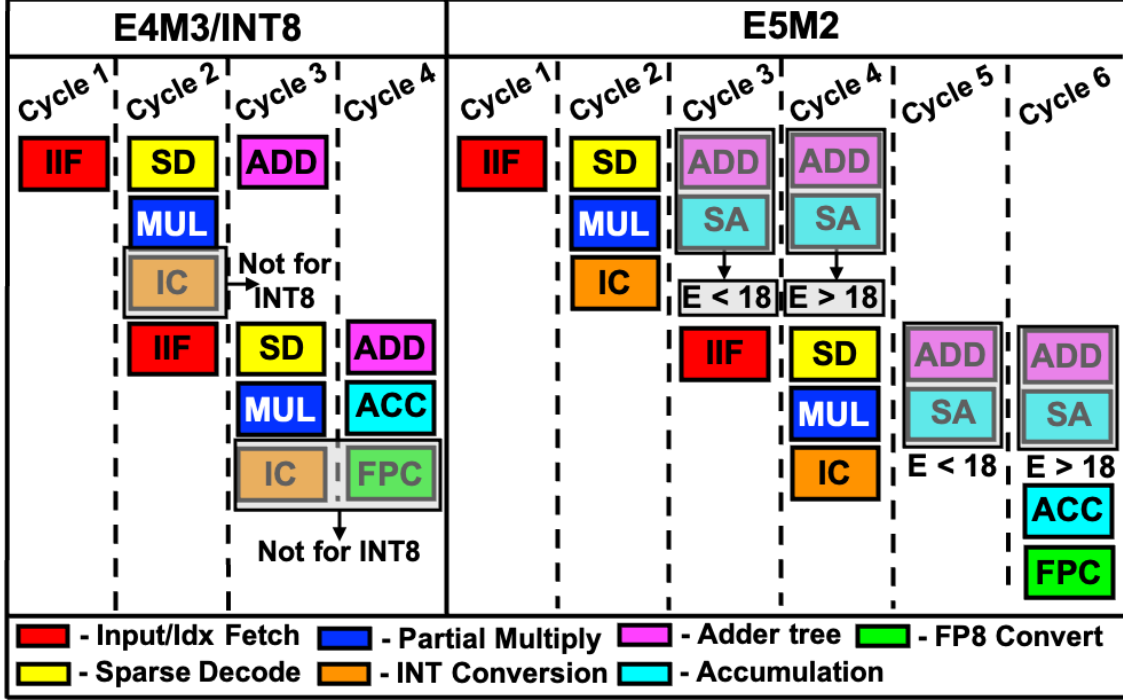 E4M3/INT8 E5M2
Cycle 1 Cycle 2 Cycle 3 Cycle 4 Cycle 1 Cycle 2 Cycle 3 Cycle 4 Cycle 5 Cycle 6
IIF SD ADD IIF SD ADD ADD
MUL MUL SA SA
IC Not for INT8 IC E < 18 E > 18
IIF SD ADD IIF SD ADD ADD
MUL ACC MUL SA SA
IC FPC IC E < 18 E > 18
Not for INT8 ACC
FPC
- Input/Idx Fetch - Partial Multiply - Adder tree - FP8 Convert
- Sparse Decode - INT Conversion - Accumulation